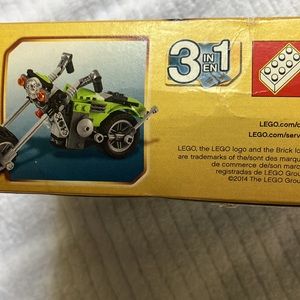 3 IN EN 1
LEGO.com/c
LEGO.com/serv
LEGO, the LEGO logo and the Brick lo
are trademarks of the/sont des marqu
de commerce de/son marc
registradas de LEGO Grou
©2014 The LEGO Grou